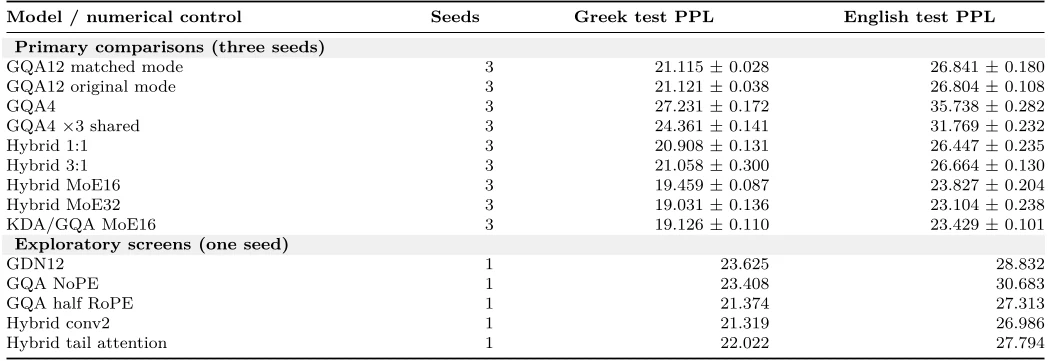 Model / numerical control Seeds Greek test PPL English test PPL
Primary comparisons (three seeds)
GQA12 matched mode 3 21.115 ± 0.028 26.841 ± 0.180
GQA12 original mode 3 21.121 ± 0.038 26.804 ± 0.108
GQA4 3 27.231 ± 0.172 35.738 ± 0.282
GQA4 ×3 shared 3 24.361 ± 0.141 31.769 ± 0.232
Hybrid 1:1 3 20.908 ± 0.131 26.447 ± 0.235
Hybrid 3:1 3 21.058 ± 0.300 26.664 ± 0.130
Hybrid MoE16 3 19.459 ± 0.087 23.827 ± 0.204
Hybrid MoE32 3 19.031 ± 0.136 23.104 ± 0.238
KDA/GQA MoE16 3 19.126 ± 0.110 23.429 ± 0.101
Exploratory screens (one seed)
GDN12 1 23.625 28.832
GQA NoPE 1 23.408 30.683
GQA half RoPE 1 21.374 27.313
Hybrid conv2 1 21.319 26.986
Hybrid tail attention 1 22.022 27.794